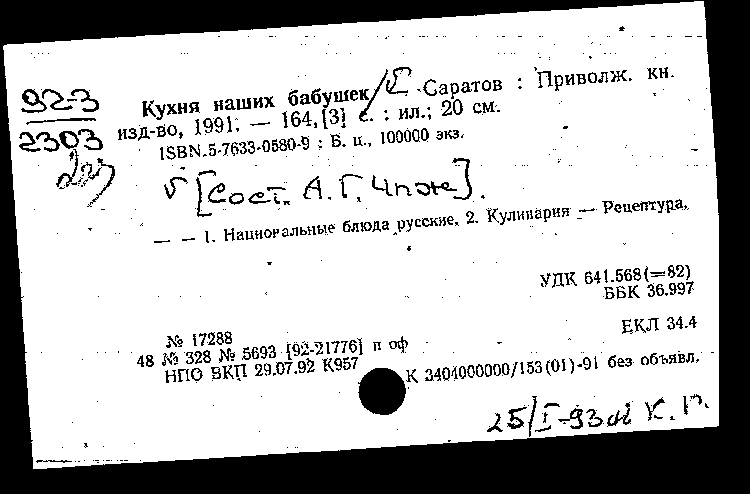 92-3
2303
Кухня наших бабушек / Саратов : Приволж. кн.
изд-во, 1991. — 164,[3] с. : ил.; 20 см.
ISBN 5-7633-0580-9 : Б. ц., 100000 экз.
[Сост. А. Г. Чпоке].
— — 1. Национальные блюда русские. 2. Кулинария — Рецептура.
УДК 641.568(=82)
ББК 36.997
ЕКЛ 34.4
№ 17288
48 № 328 № 5693 [92-21776] п оф
НПО ВКП 29.07.92 К957
К 3404000000/153(01)-91 без объявл.
25/I-93 К. П.